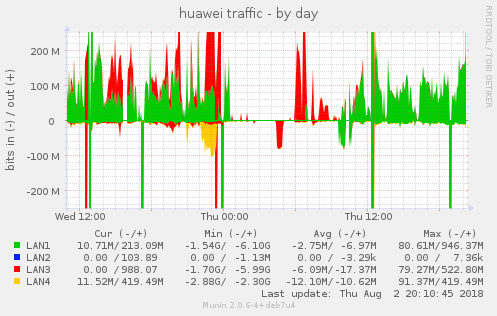 huawei traffic - by day
RRDTOOL / TOBI OETIKER
bits in (-) / out (+)
200 M
100 M
0
-100 M
-200 M
Wed 12:00 Thu 00:00 Thu 12:00
Cur (-/+) Min (-/+) Avg (-/+) Max (-/+)
LAN1 10.71M/213.09M -1.54G/ -6.10G -2.75M/ -6.97M 80.61M/946.37M
LAN2 0.00 /103.89 0.00 / -1.13M 0.00 / -3.29k 0.00 / 7.36k
LAN3 0.00 /988.07 -1.70G/ -5.99G -6.09M/-17.37M 79.27M/522.80M
LAN4 11.52M/419.49M -2.88G/ -2.30G -12.10M/-10.62M 91.37M/419.49M
Last update: Thu Aug 2 20:10:45 2018
Munin 2.0.6-4+deb7u4